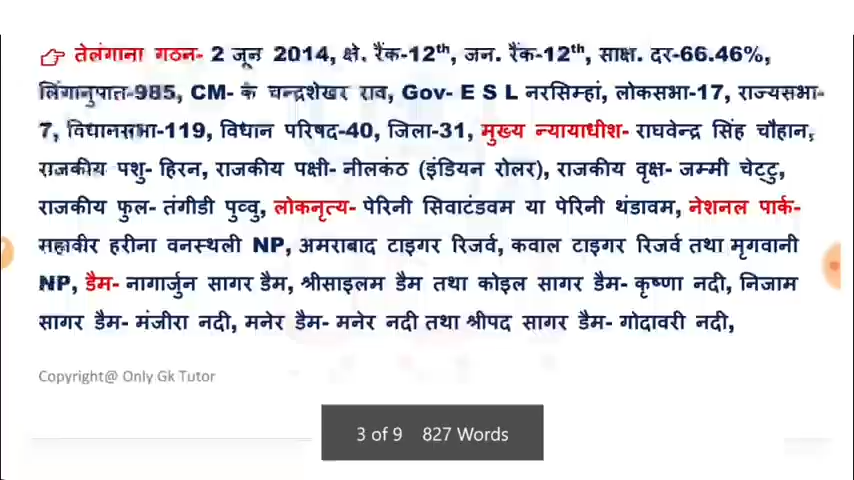 👉 तेलंगाना गठन- 2 जून 2014, क्षे. रैंक-12th, जन. रैंक-12th, साक्ष. दर-66.46%,
लिंगानुपात-985, CM- के चन्द्रशेखर राव, Gov- E S L नरसिम्हां, लोकसभा-17, राज्यसभा-
7, विधानसभा-119, विधान परिषद-40, जिला-31, मुख्य न्यायाधीश- राघवेन्द्र सिंह चौहान,
राजकीय पशु- हिरन, राजकीय पक्षी- नीलकंठ (इंडियन रोलर), राजकीय वृक्ष- जम्मी चेट्टु,
राजकीय फुल- तंगीडी पुव्वु, लोकनृत्य- पेरिनी सिवाटंडवम या पेरिनी थंडावम, नेशनल पार्क-
महावीर हरीना वनस्थली NP, अमराबाद टाइगर रिजर्व, कवाल टाइगर रिजर्व तथा मृगवानी
NP, डैम- नागार्जुन सागर डैम, श्रीसाइलम डैम तथा कोइल सागर डैम- कृष्णा नदी, निजाम
सागर डैम- मंजीरा नदी, मनेर डैम- मनेर नदी तथा श्रीपद सागर डैम- गोदावरी नदी,
Copyright@ Only Gk Tutor
3 of 9 827 Words